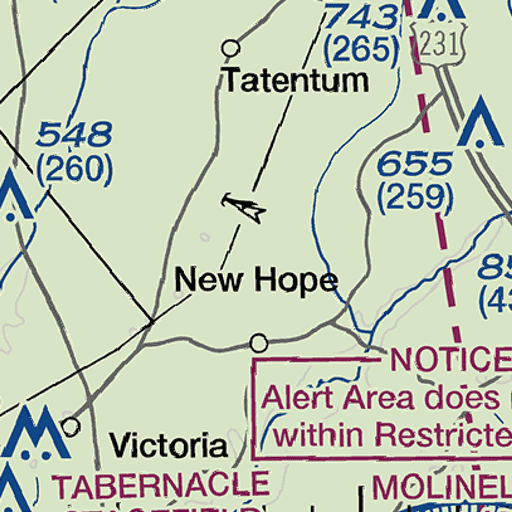 743
(265)
231
Tatentum
548
(260)
655
(259)
New Hope
NOTICE
Alert Area does
within Restricte
Victoria
TABERNACLE
MOLINEL